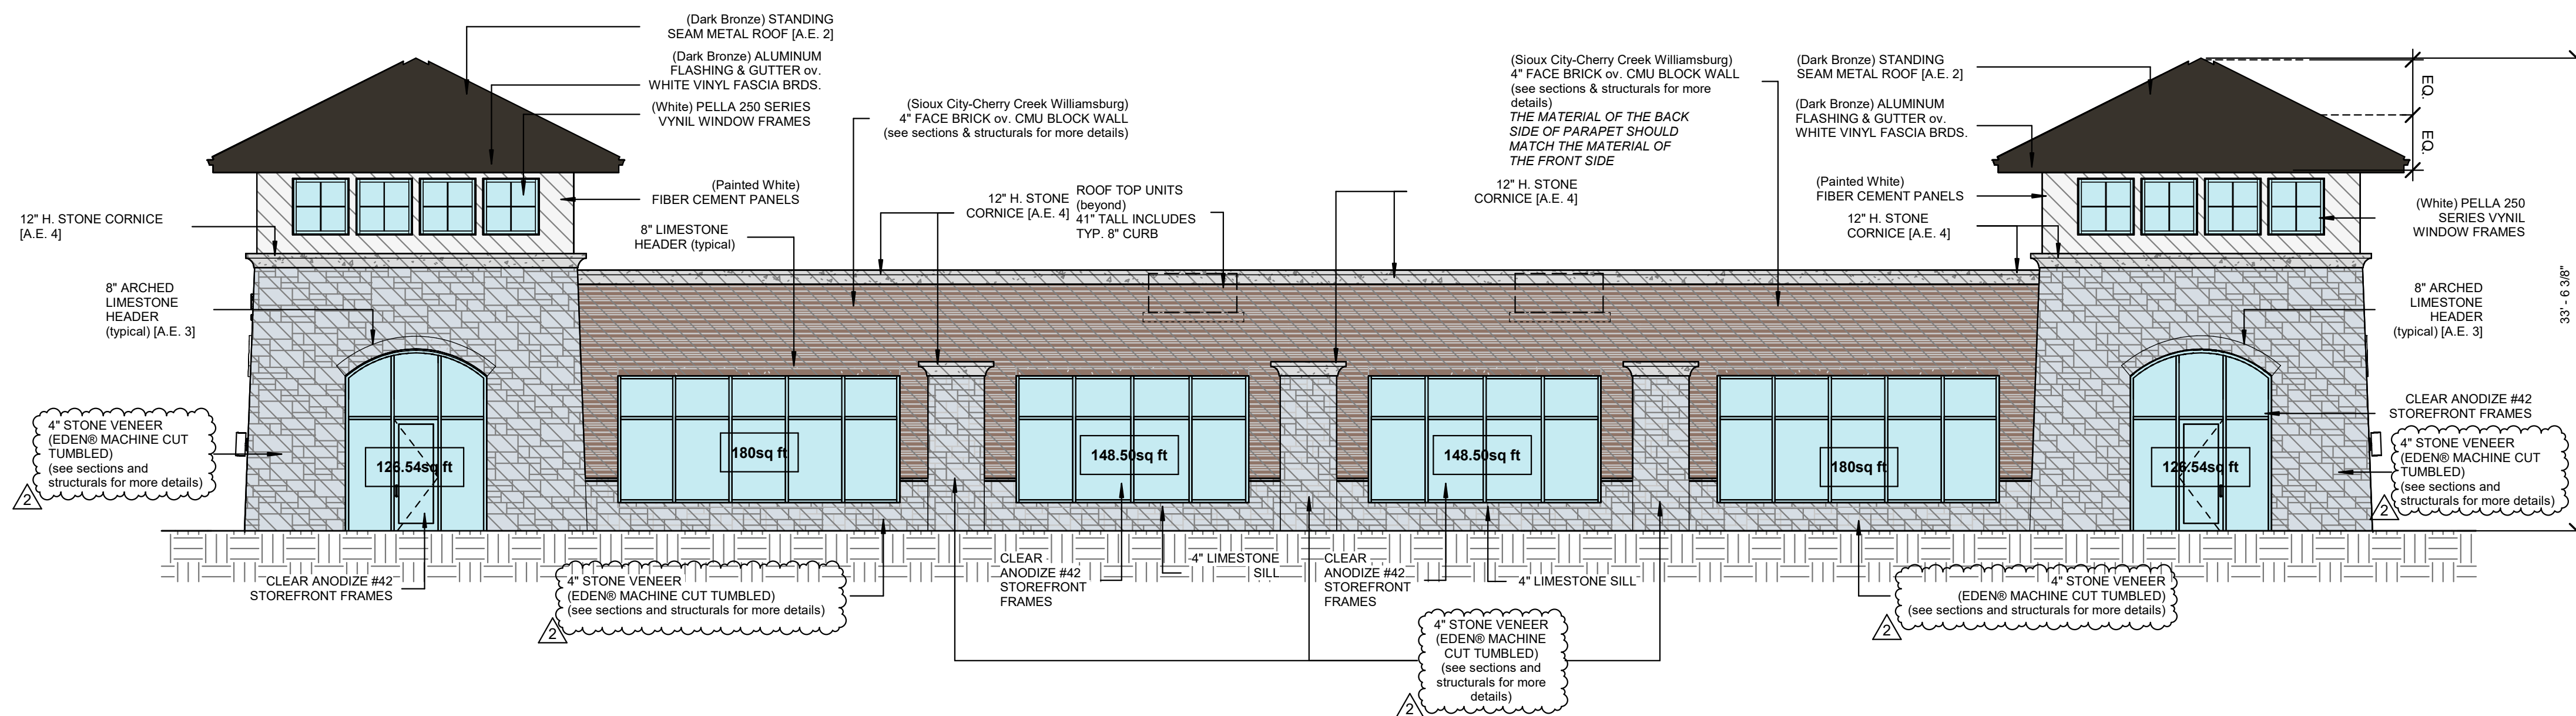 (Dark Bronze) STANDING
SEAM METAL ROOF [A.E. 2]
(Dark Bronze) ALUMINUM
FLASHING & GUTTER ov.
WHITE VINYL FASCIA BRDS.
(White) PELLA 250 SERIES
VYNIL WINDOW FRAMES
(Sioux City-Cherry Creek Williamsburg)
4" FACE BRICK ov. CMU BLOCK WALL
(see sections & structurals for more details)
(Painted White)
FIBER CEMENT PANELS
12" H. STONE CORNICE
[A.E. 4]
8" LIMESTONE
HEADER (typical)
12" H. STONE
CORNICE [A.E. 4]
ROOF TOP UNITS
(beyond)
41" TALL INCLUDES
TYP. 8" CURB
(Sioux City-Cherry Creek Williamsburg)
4" FACE BRICK ov. CMU BLOCK WALL
(see sections & structurals for more
details)
THE MATERIAL OF THE BACK
SIDE OF PARAPET SHOULD
MATCH THE MATERIAL OF
THE FRONT SIDE
12" H. STONE
CORNICE [A.E. 4]
(Dark Bronze) STANDING
SEAM METAL ROOF [A.E. 2]
(Dark Bronze) ALUMINUM
FLASHING & GUTTER ov.
WHITE VINYL FASCIA BRDS.
(Painted White)
FIBER CEMENT PANELS
12" H. STONE
CORNICE [A.E. 4]
EQ.
EQ.
(White) PELLA 250
SERIES VYNIL
WINDOW FRAMES
33' - 6 3/8"
8" ARCHED
LIMESTONE
HEADER
(typical) [A.E. 3]
8" ARCHED
LIMESTONE
HEADER
(typical) [A.E. 3]
CLEAR ANODIZE #42
STOREFRONT FRAMES
4" STONE VENEER
(EDEN® MACHINE CUT
TUMBLED)
(see sections and
structurals for more details)
2
126.54sq ft
180sq ft
148.50sq ft
148.50sq ft
180sq ft
126.54sq ft
4" STONE VENEER
(EDEN® MACHINE CUT
TUMBLED)
(see sections and
structurals for more details)
2
CLEAR ANODIZE #42
STOREFRONT FRAMES
4" STONE VENEER
(EDEN® MACHINE CUT TUMBLED)
(see sections and structurals for more details)
2
CLEAR
ANODIZE #42
STOREFRONT
FRAMES
4" LIMESTONE
SILL
CLEAR
ANODIZE #42
STOREFRONT
FRAMES
4" LIMESTONE SILL
4" STONE VENEER
(EDEN® MACHINE
CUT TUMBLED)
(see sections and
structurals for more
details)
2
4" STONE VENEER
(EDEN® MACHINE CUT TUMBLED)
(see sections and structurals for more details)
2